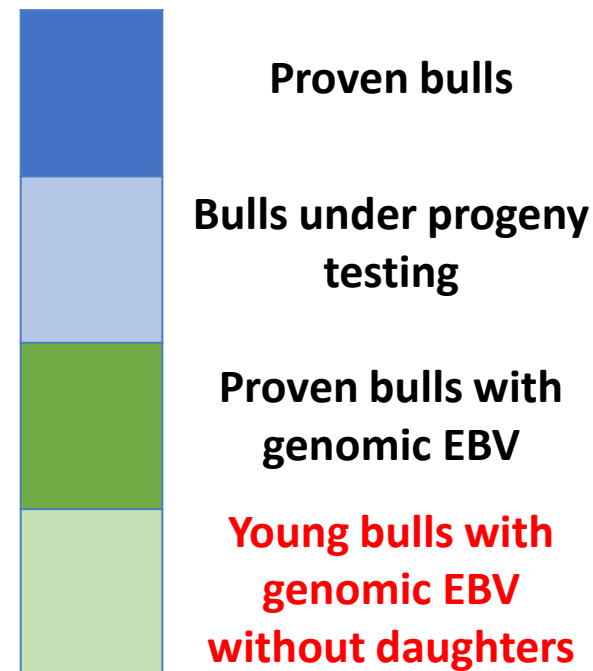 Proven bulls
Bulls under progeny
testing
Proven bulls with
genomic EBV
Young bulls with
genomic EBV
without daughters